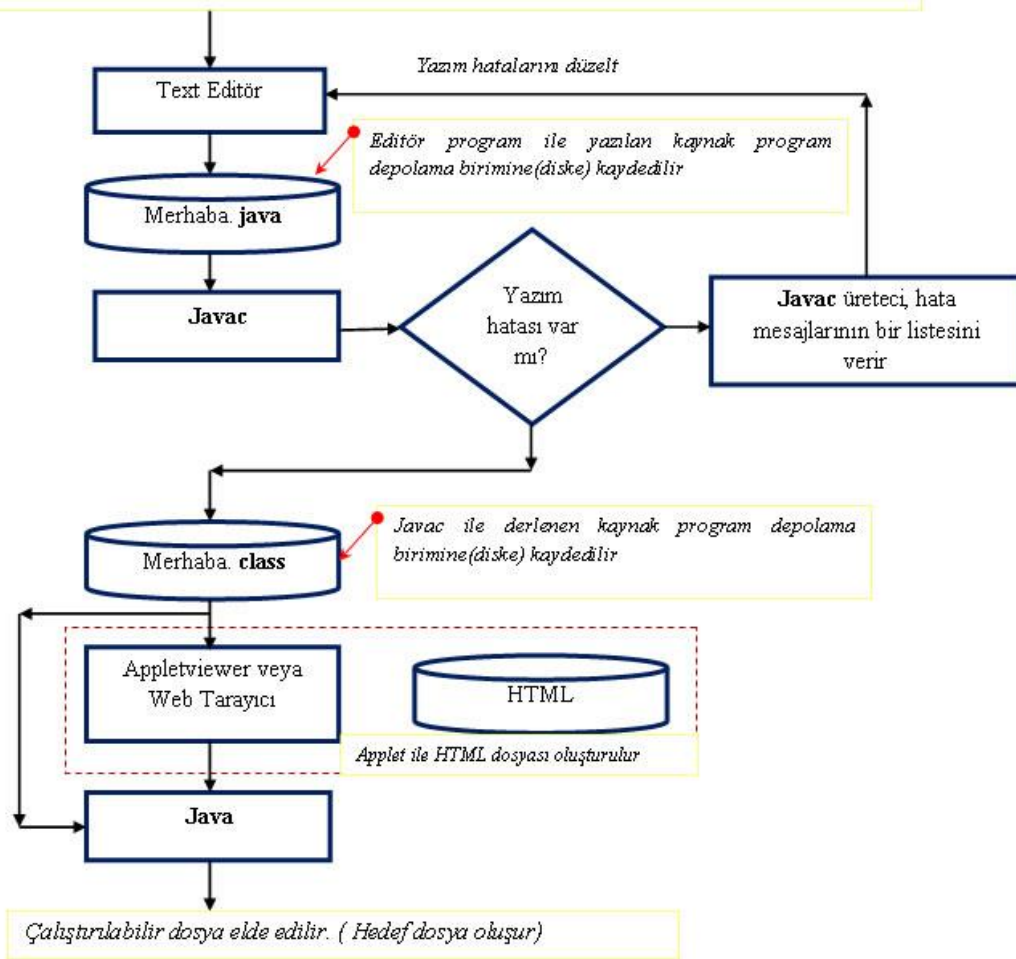 Text Editör
Yazım hatalarını düzelt
Editör program ile yazılan kaynak program
depolama birimine(diske) kaydedilir
Merhaba. java
Javac
Yazım
hatası var
mı?
Javac üreteci, hata
mesajlarının bir listesini
verir
Merhaba. class
Javac ile derlenen kaynak program depolama
birimine(diske) kaydedilir
Appletviewer veya
Web Tarayıcı
HTML
Applet ile HTML dosyası oluşturulur
Java
Çalıştırılabilir dosya elde edilir. ( Hedef dosya oluşur)